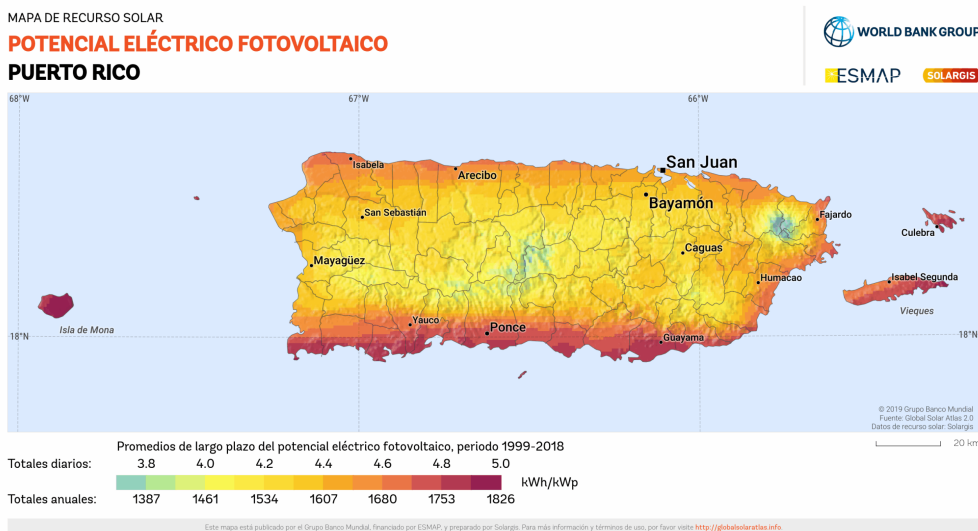 MAPA DE RECURSO SOLAR
POTENCIAL ELÉCTRICO FOTOVOLTAICO
PUERTO RICO
WORLD BANK GROUP
ESMAP
SOLARGIS
68°W
67°W
66°W
Isabela
Arecibo
San Juan
Bayamón
San Sebastián
Fajardo
Culebra
Caguas
Mayagüez
Humacao
Isabel Segunda
Vieques
Isla de Mona
Yauco
Ponce
Guayama
18°N
18°N
© 2019 Grupo Banco Mundial
Fuente: Global Solar Atlas 2.0
Datos de recurso solar: Solargis
20 km
Promedios de largo plazo del potencial eléctrico fotovoltaico, periodo 1999-2018
Totales diarios: 3.8 4.0 4.2 4.4 4.6 4.8 5.0
kWh/kWp
Totales anuales: 1387 1461 1534 1607 1680 1753 1826
Este mapa está publicado por el Grupo Banco Mundial, financiado por ESMAP, y preparado por Solargis. Para más información y términos de uso, por favor visite http://globalsolaratlas.info.